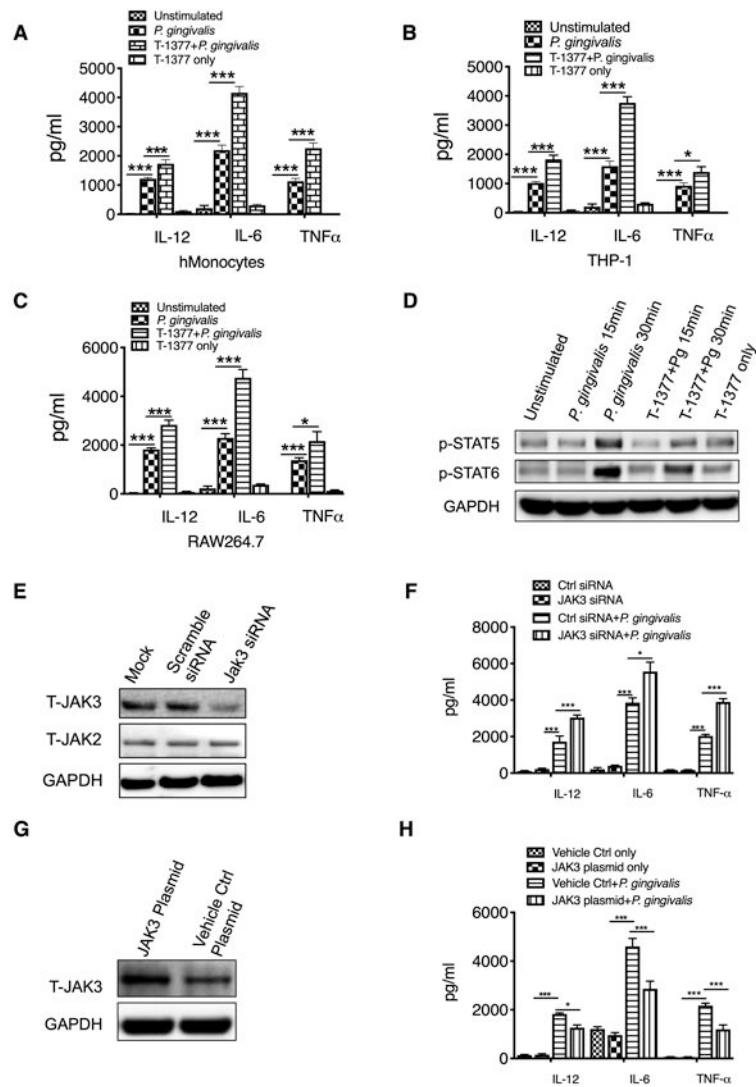 A
Unstimulated
P. gingivalis
T-1377+P. gingivalis
T-1377 only
5000
4000
3000
2000
1000
0
pg/ml
***
***
***
***
***
***
IL-12
IL-6
TNFα
hMonocytes
B
Unstimulated
P. gingivalis
T-1377+P. gingivalis
T-1377 only
5000
4000
3000
2000
1000
0
pg/ml
***
***
***
***
***
*
IL-12
IL-6
TNFα
THP-1
C
Unstimulated
P. gingivalis
T-1377+P. gingivalis
T-1377 only
6000
4000
2000
0
pg/ml
***
***
***
***
***
*
IL-12
IL-6
TNFα
RAW264.7
D
Unstimulated
P. gingivalis 15min
P. gingivalis 30min
T-1377+Pg 15min
T-1377+Pg 30min
T-1377 only
p-STAT5
p-STAT6
GAPDH
E
Mock
Scramble
siRNA
Jak3 siRNA
T-JAK3
T-JAK2
GAPDH
F
Ctrl siRNA
JAK3 siRNA
Ctrl siRNA+P. gingivalis
JAK3 siRNA+P. gingivalis
8000
6000
4000
2000
0
pg/ml
***
***
***
*
***
***
IL-12
IL-6
TNF-α
G
JAK3 Plasmid
Vehicle Ctrl
Plasmid
T-JAK3
GAPDH
H
Vehicle Ctrl only
JAK3 plasmid only
Vehicle Ctrl+P. gingivalis
JAK3 plasmid+P. gingivalis
6000
4000
2000
0
pg/ml
***
*
***
***
***
***
IL-12
IL-6
TNF-α